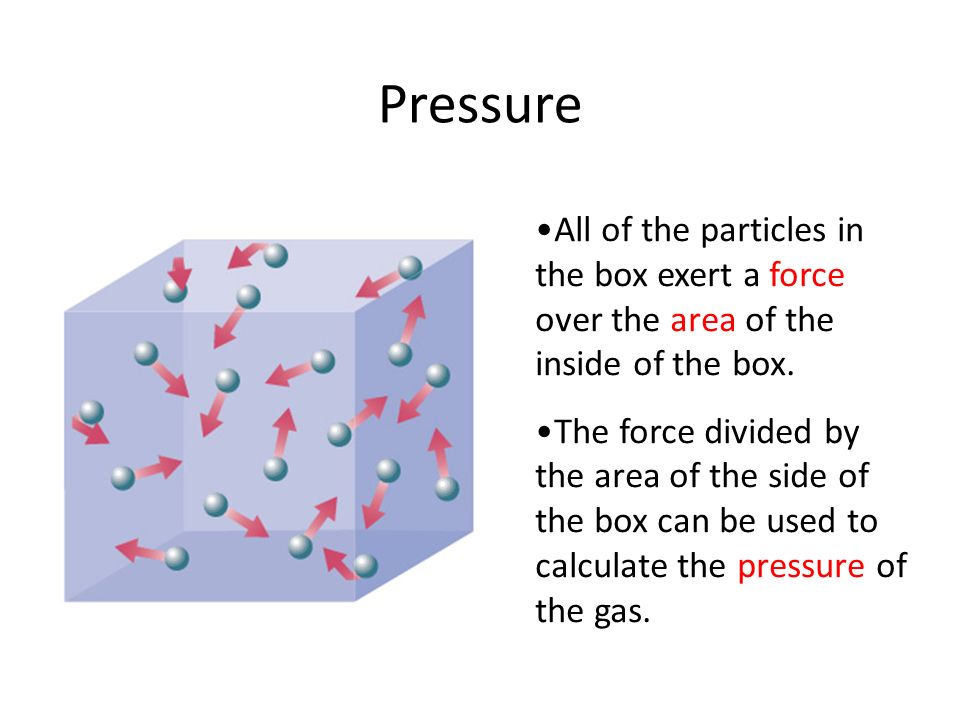 Pressure
•All of the particles in
the box exert a force
over the area of the
inside of the box.
•The force divided by
the area of the side of
the box can be used to
calculate the pressure of
the gas.